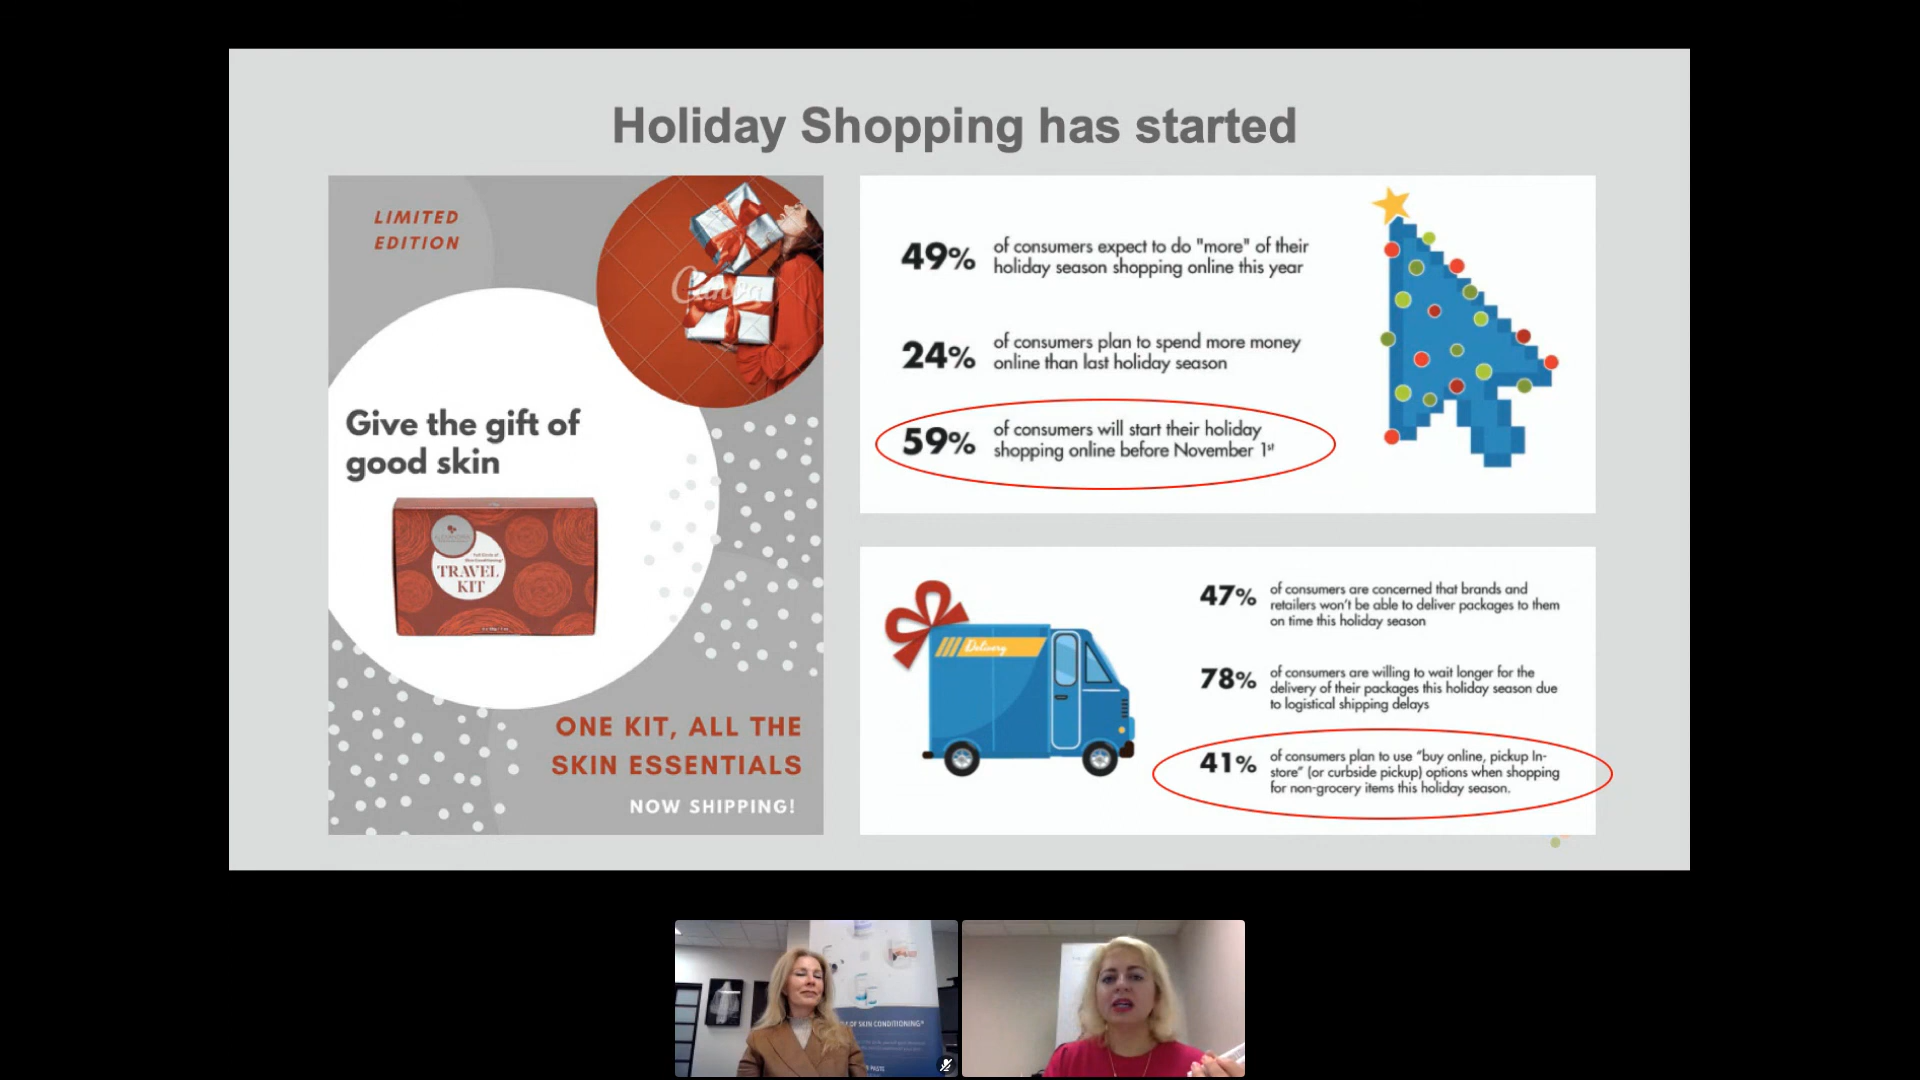 Holiday Shopping has started
LIMITED
EDITION
Canva
Give the gift of
good skin
TRAVEL
KIT
ONE KIT, ALL THE
SKIN ESSENTIALS
NOW SHIPPING!
49% of consumers expect to do "more" of their
holiday season shopping online this year
24% of consumers plan to spend more money
online than last holiday season
59% of consumers will start their holiday
shopping online before November 1st
Delivery
47% of consumers are concerned that brands and
retailers won't be able to deliver packages to them
on time this holiday season
78% of consumers are willing to wait longer for the
delivery of their packages this holiday season due
to logistical shipping delays
41% of consumers plan to use "buy online, pickup In-
store" (or curbside pickup) options when shopping
for non-grocery items this holiday season.
OF SKIN CONDITIONING®
PASTE